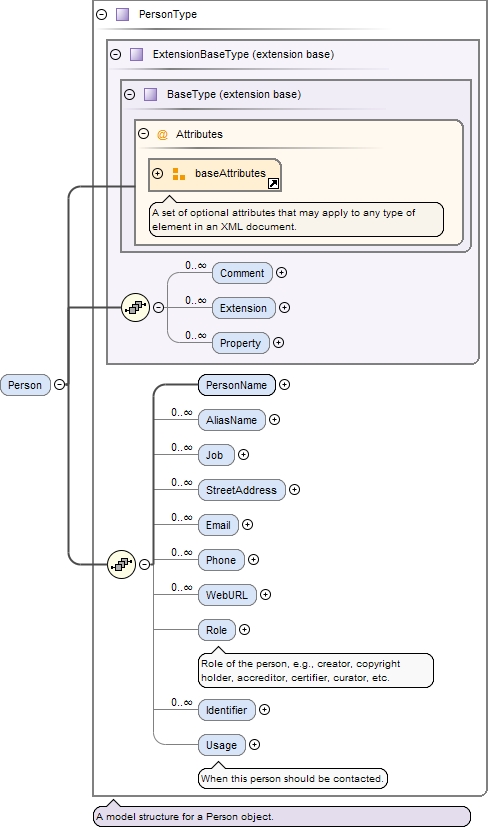 PersonType
ExtensionBaseType (extension base)
BaseType (extension base)
@ Attributes
baseAttributes
A set of optional attributes that may apply to any type of
element in an XML document.
0..∞ Comment
0..∞ Extension
0..∞ Property
Person
PersonName
0..∞ AliasName
0..∞ Job
0..∞ StreetAddress
0..∞ Email
0..∞ Phone
0..∞ WebURL
Role
Role of the person, e.g., creator, copyright
holder, accreditor, certifier, curator, etc.
0..∞ Identifier
Usage
When this person should be contacted.
A model structure for a Person object.